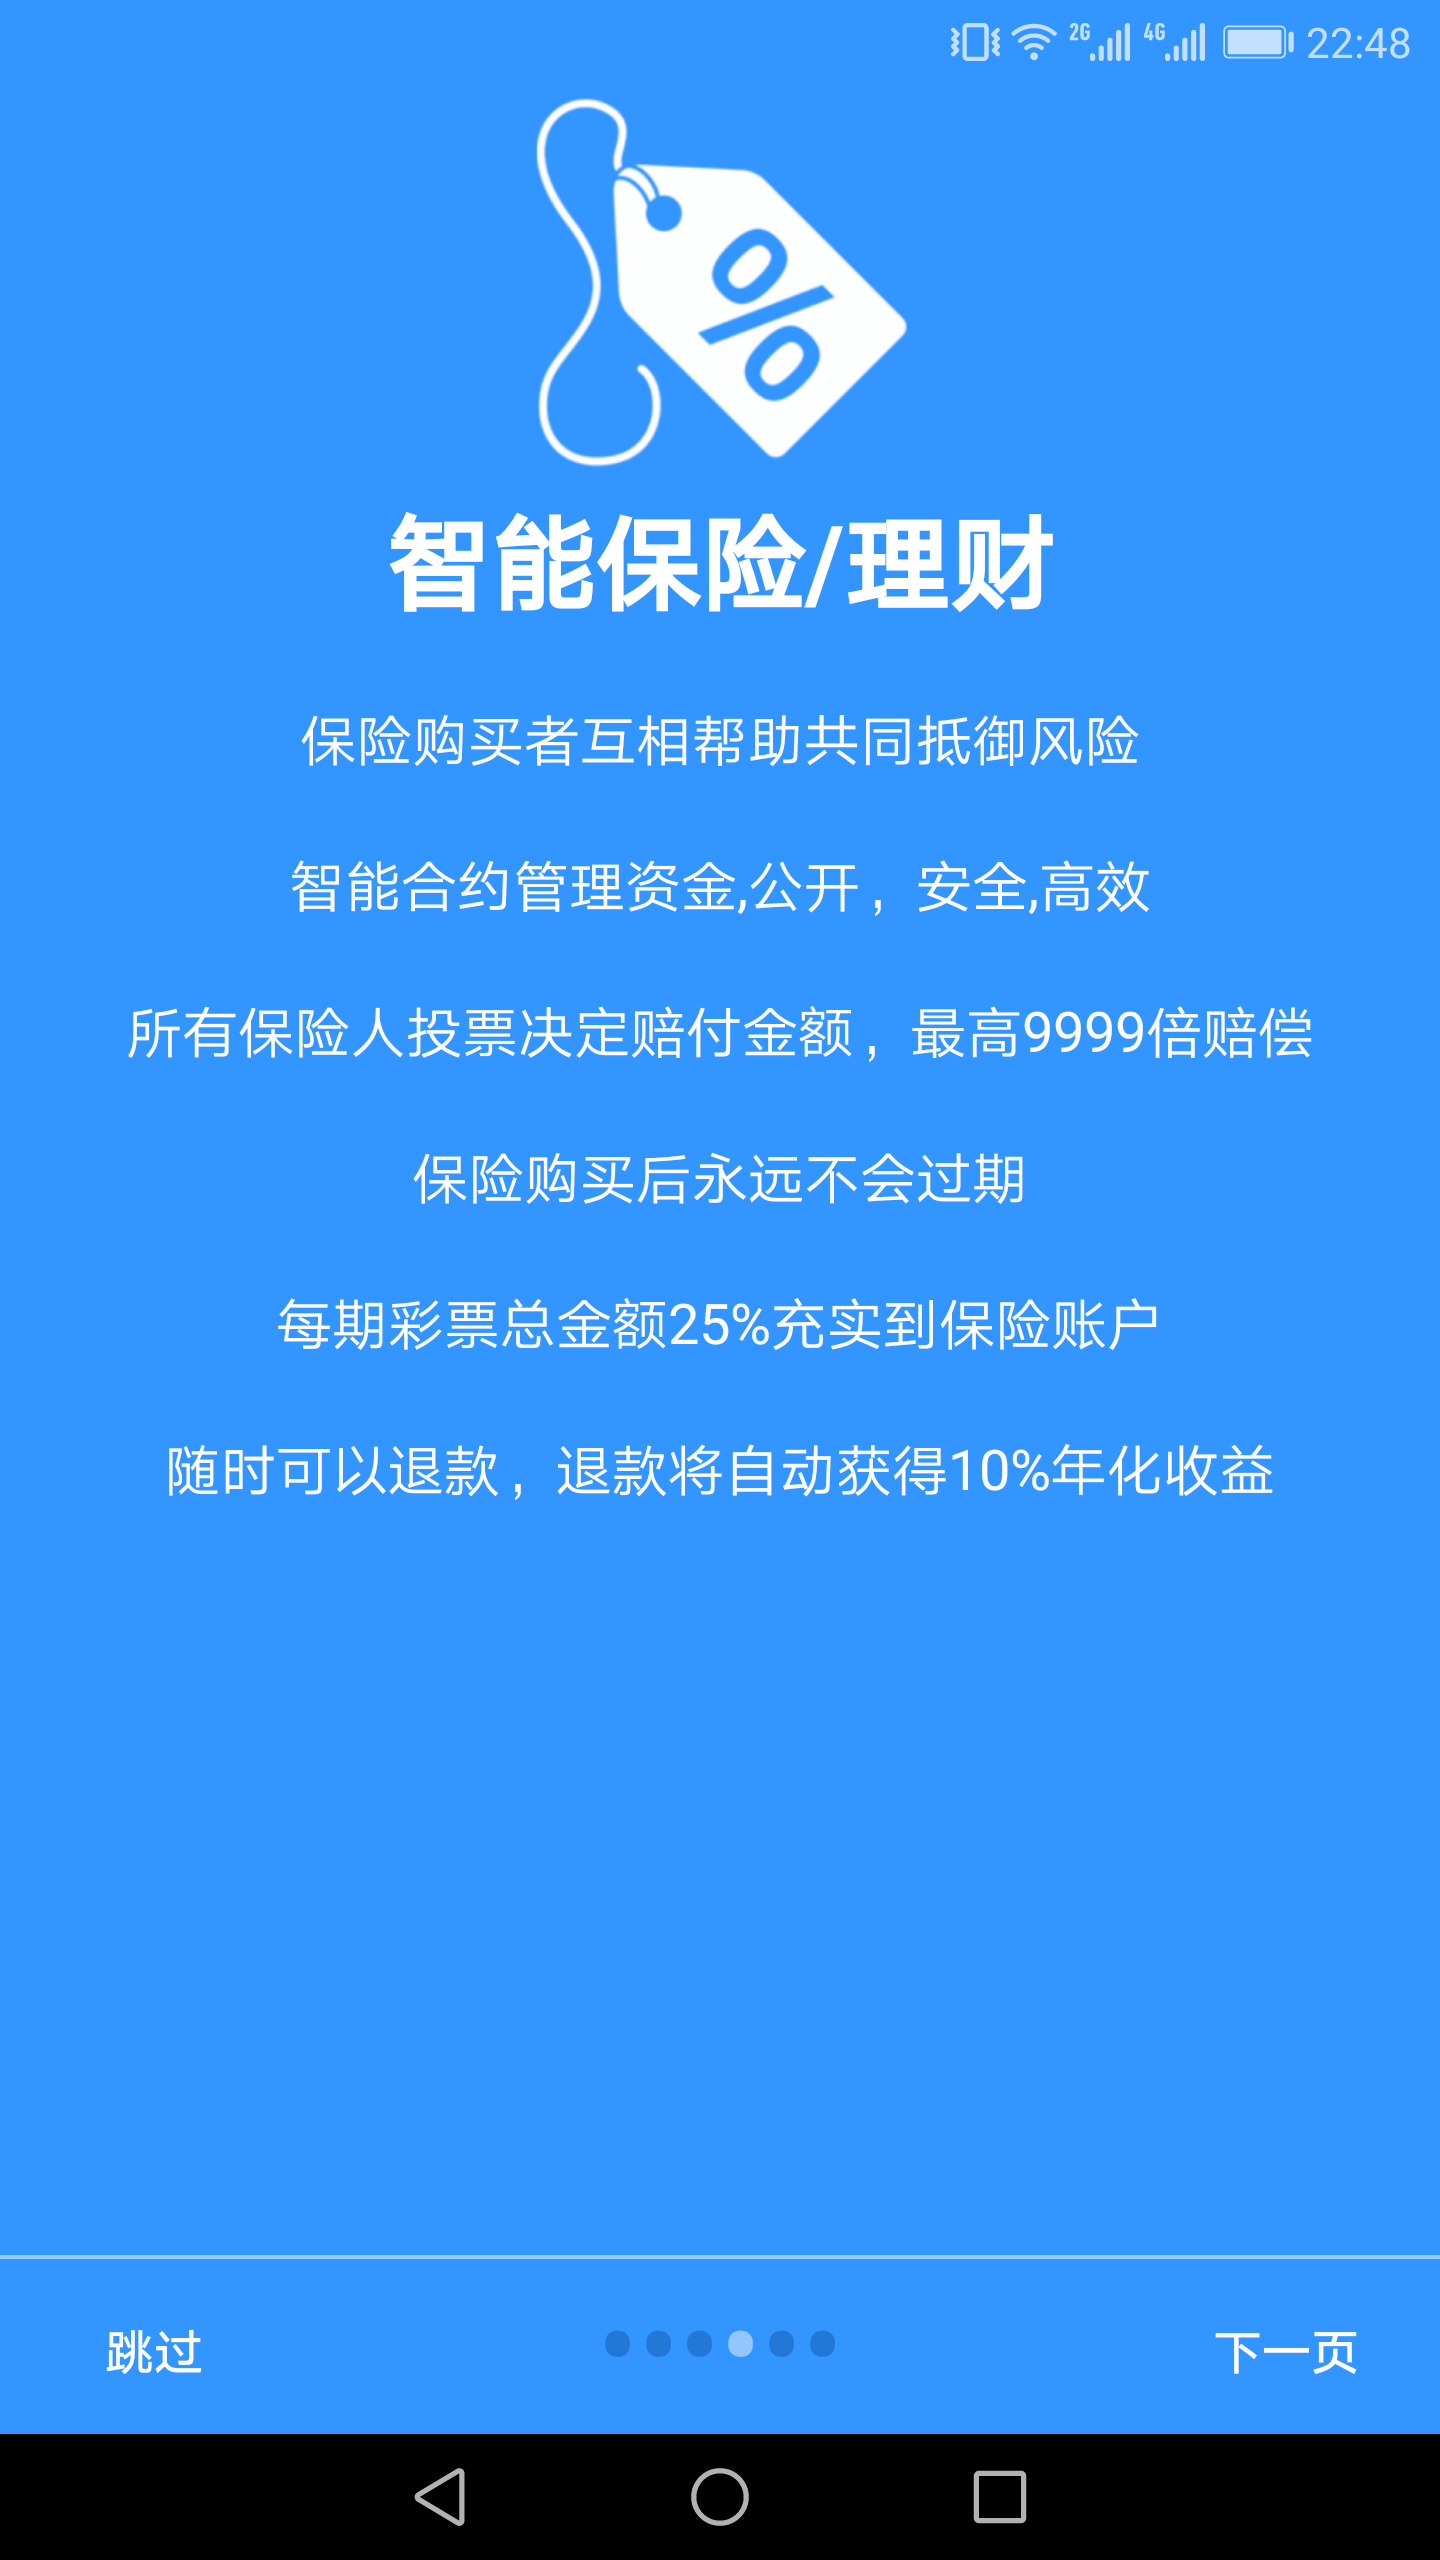 2G 4G 22:48
%
智能保险/理财
保险购买者互相帮助共同抵御风险
智能合约管理资金,公开，安全,高效
所有保险人投票决定赔付金额，最高9999倍赔偿
保险购买后永远不会过期
每期彩票总金额25%充实到保险账户
随时可以退款，退款将自动获得10%年化收益
跳过 下一页